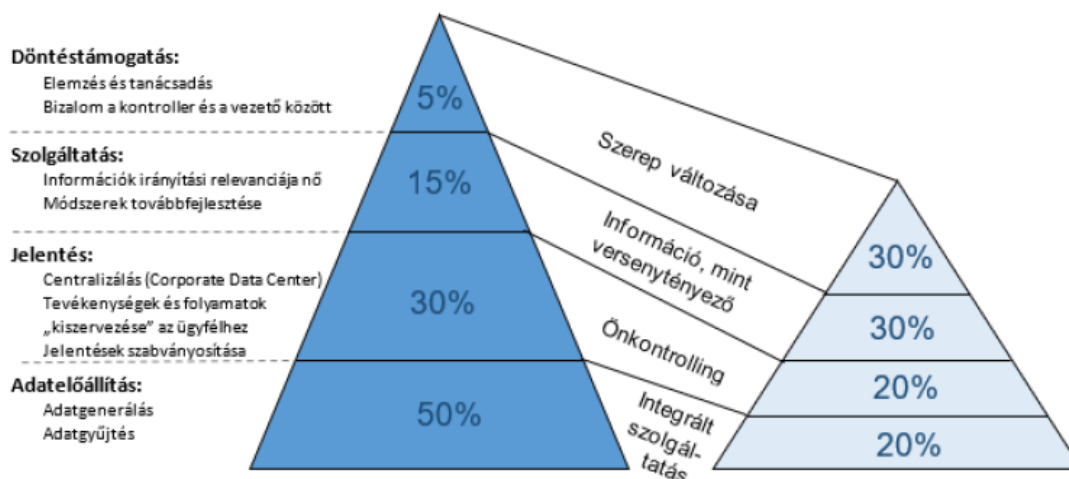 Döntéstámogatás:
Elemzés és tanácsadás
Bizalom a kontroller és a vezető között
Szolgáltatás:
Információk irányítási relevanciája nő
Módszerek továbbfejlesztése
Jelentés:
Centralizálás (Corporate Data Center)
Tevékenységek és folyamatok
„kiszervezése” az ügyfélhez
Jelentések szabványosítása
Adatelőállítás:
Adatgenerálás
Adatgyűjtés
5%
15%
30%
50%
Szerep változása
Információ, mint
versenytényező
Önkontrolling
Integrált
szolgál-
tatás
30%
30%
20%
20%